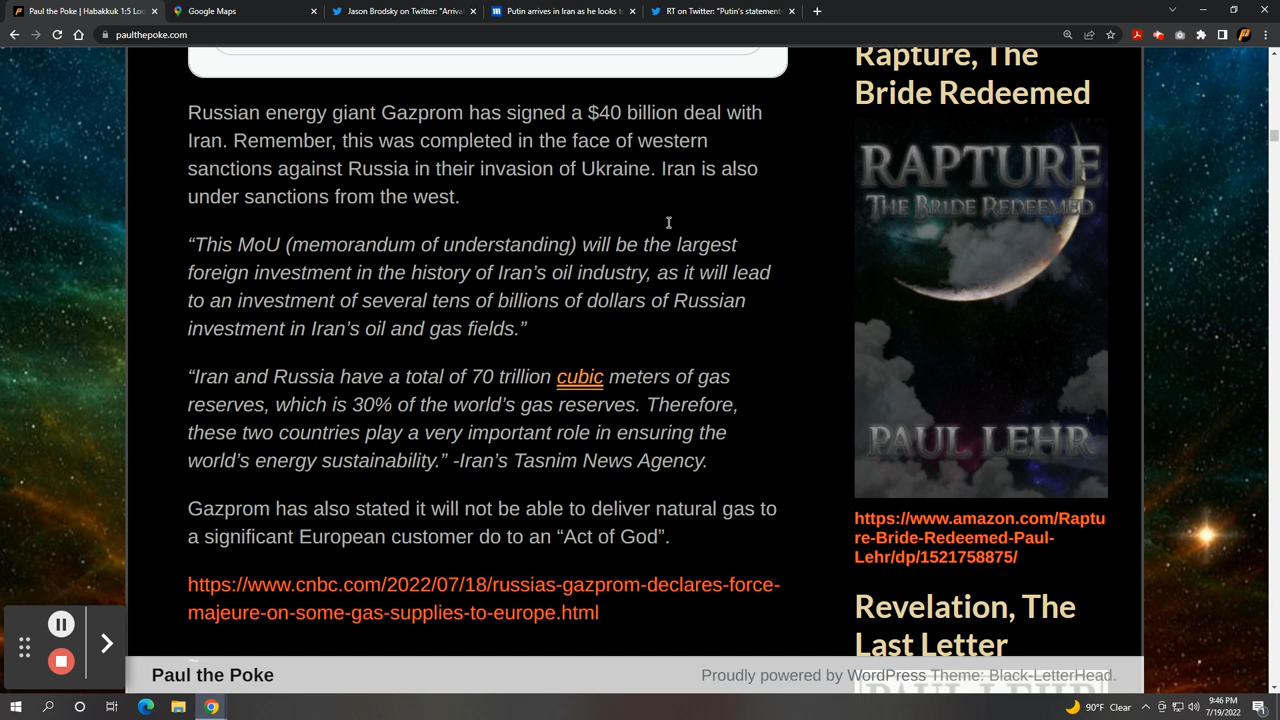 Paul the Poke | Habakkuk 1:5 Loo
Google Maps
Jason Brodsky on Twitter: "Arrival
Putin arrives in Iran as he looks to
RT on Twitter: "Putin's statement
paulthepoke.com
Russian energy giant Gazprom has signed a $40 billion deal with
Iran. Remember, this was completed in the face of western
sanctions against Russia in their invasion of Ukraine. Iran is also
under sanctions from the west.
“This MoU (memorandum of understanding) will be the largest
foreign investment in the history of Iran’s oil industry, as it will lead
to an investment of several tens of billions of dollars of Russian
investment in Iran’s oil and gas fields.”
“Iran and Russia have a total of 70 trillion cubic meters of gas
reserves, which is 30% of the world’s gas reserves. Therefore,
these two countries play a very important role in ensuring the
world’s energy sustainability.” -Iran’s Tasnim News Agency.
Gazprom has also stated it will not be able to deliver natural gas to
a significant European customer do to an “Act of God”.
https://www.cnbc.com/2022/07/18/russias-gazprom-declares-force-
majeure-on-some-gas-supplies-to-europe.html
Rapture, The
Bride Redeemed
RAPTURE
THE BRIDE REDEEMED
PAUL LEHR
https://www.amazon.com/Raptu
re-Bride-Redeemed-Paul-
Lehr/dp/1521758875/
Revelation, The
Last Letter
Paul the Poke
Proudly powered by WordPress Theme: Black-LetterHead.
90°F Clear
9:46 PM
7/19/2022